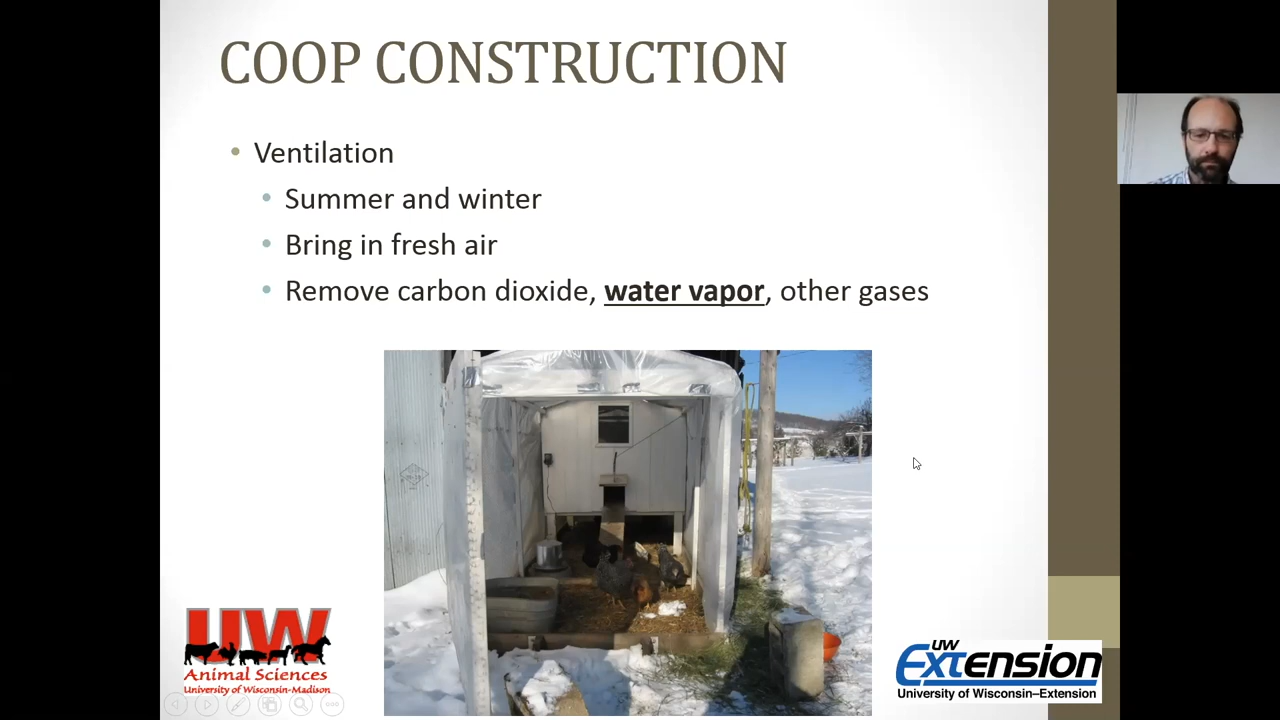 COOP CONSTRUCTION
• Ventilation
• Summer and winter
• Bring in fresh air
• Remove carbon dioxide, water vapor, other gases
UW
Animal Sciences
University of Wisconsin-Madison
UW
Extension
University of Wisconsin–Extension